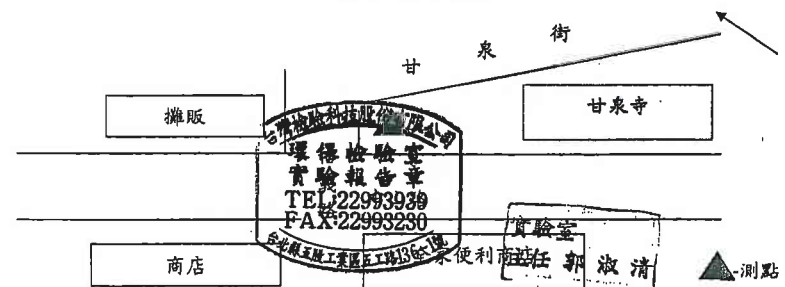 甘泉街
攤販
甘泉寺
台灣檢驗科技股份有限公司
環境檢驗室
實驗報告章
TEL:22993939
FAX:22993230
台北縣五股工業區五工路136-1號
商店
泉便利商店
實驗室
主任 郭淑清
-測點